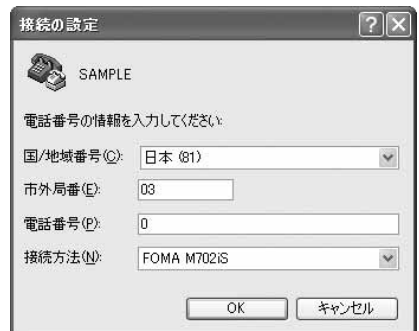 接続の設定
SAMPLE
電話番号の情報を入力してください:
国/地域番号(C): 日本 (81)
市外局番(E): 03
電話番号(P): 0
接続方法(N): FOMA M702iS
OK キャンセル